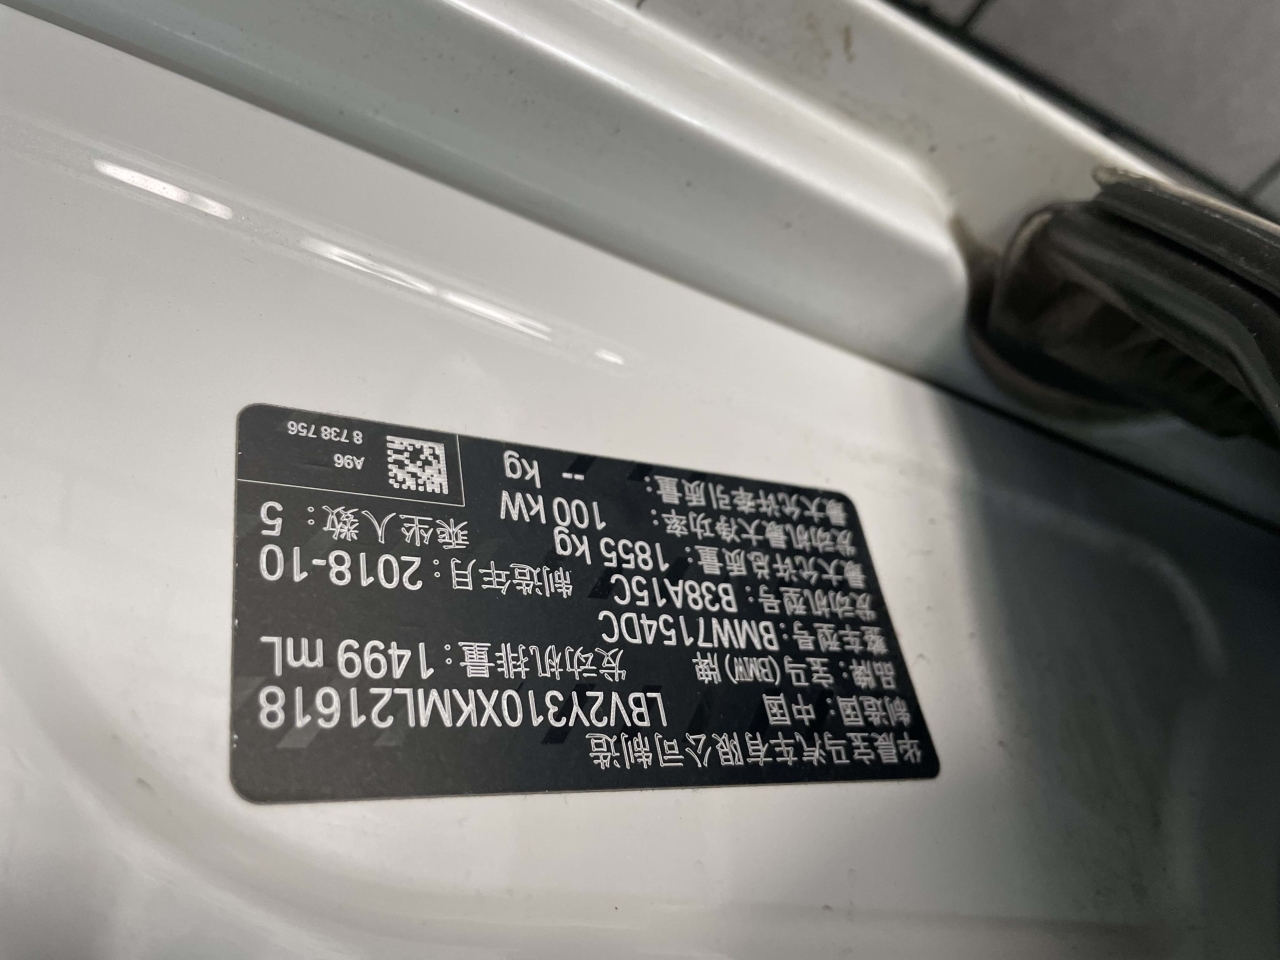 华晨宝马汽车有限公司制造
制造国：中国 LBV2Y310XKML21618
品牌：宝马(BMW)牌 发动机排量：1499 mL
整车型号：BMW7154DC
发动机型号：B38A15C 制造年月：2018-10
最大允许总质量：1855 kg 乘坐人数：5
发动机最大净功率：100 kW
最大允许牵引质量：-- kg
A96
8 738 756